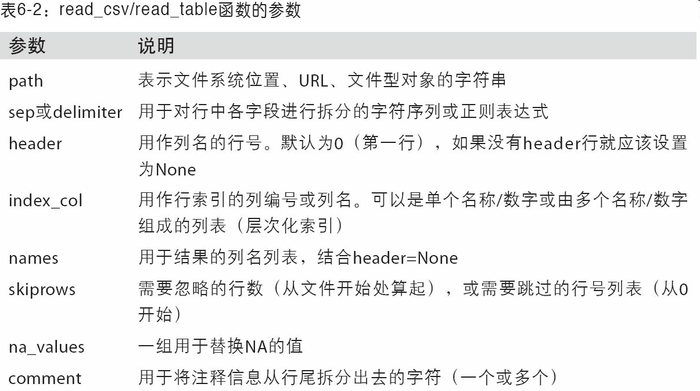 表6-2：read_csv/read_table函数的参数
参数 说明
path 表示文件系统位置、URL、文件型对象的字符串
sep或delimiter 用于对行中各字段进行拆分的字符序列或正则表达式
header 用作列名的行号。默认为0（第一行），如果没有header行就应该设置
为None
index_col 用作行索引的列编号或列名。可以是单个名称/数字或由多个名称/数字
组成的列表（层次化索引）
names 用于结果的列名列表，结合header=None
skiprows 需要忽略的行数（从文件开始处算起），或需要跳过的行号列表（从0
开始）
na_values 一组用于替换NA的值
comment 用于将注释信息从行尾拆分出去的字符（一个或多个）